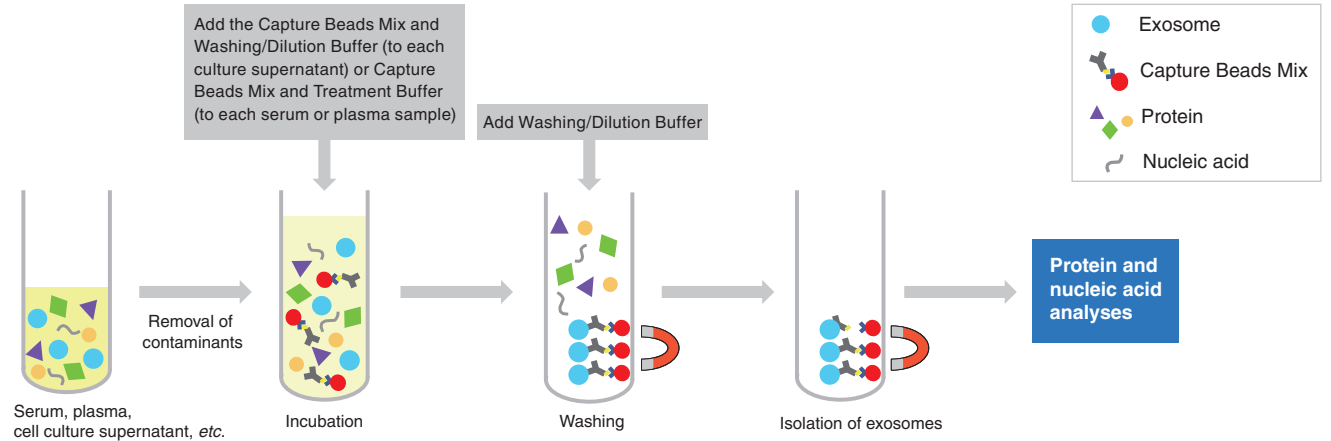 Add the Capture Beads Mix and
Washing/Dilution Buffer (to each
culture supernatant) or Capture
Beads Mix and Treatment Buffer
(to each serum or plasma sample)
Add Washing/Dilution Buffer
Exosome
Capture Beads Mix
Protein
Nucleic acid
Removal of
contaminants
Protein and
nucleic acid
analyses
Serum, plasma,
cell culture supernatant, etc.
Incubation
Washing
Isolation of exosomes